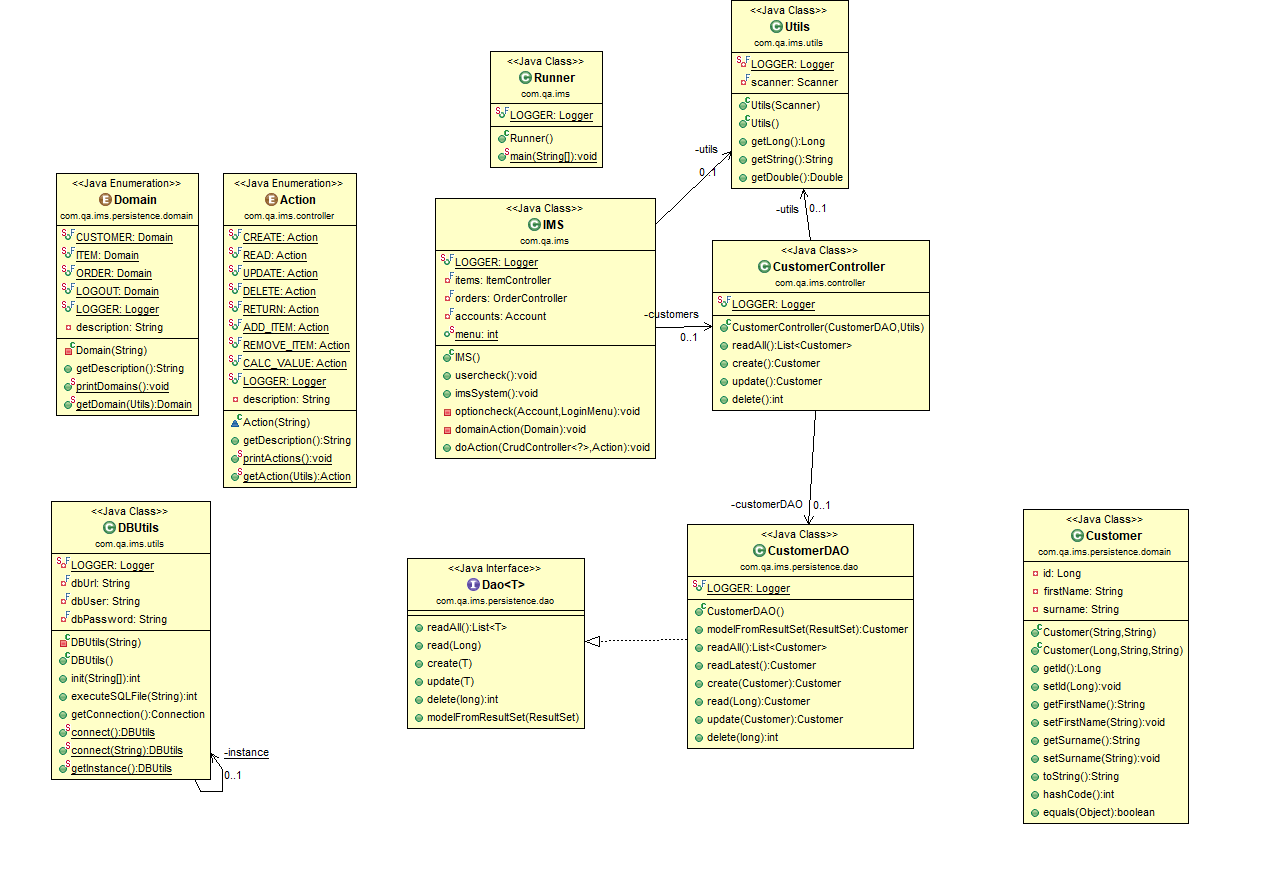 <<Java Class>>
Utils
com.qa.ims.utils
LOGGER: Logger
scanner: Scanner
Utils(Scanner)
Utils()
getLong():Long
getString():String
getDouble():Double
<<Java Class>>
Runner
com.qa.ims
LOGGER: Logger
Runner()
main(String[]):void
-utils
0..1
-utils
0..1
<<Java Enumeration>>
Domain
com.qa.ims.persistence.domain
CUSTOMER: Domain
ITEM: Domain
ORDER: Domain
LOGOUT: Domain
LOGGER: Logger
description: String
Domain(String)
getDescription():String
printDomains():void
getDomain(Utils):Domain
<<Java Enumeration>>
Action
com.qa.ims.controller
CREATE: Action
READ: Action
UPDATE: Action
DELETE: Action
RETURN: Action
ADD_ITEM: Action
REMOVE_ITEM: Action
CALC_VALUE: Action
LOGGER: Logger
description: String
Action(String)
getDescription():String
printActions():void
getAction(Utils):Action
<<Java Class>>
IMS
com.qa.ims
LOGGER: Logger
items: ItemController
orders: OrderController
accounts: Account
menu: int
IMS()
usercheck():void
imsSystem():void
optioncheck(Account,LoginMenu):void
domainAction(Domain):void
doAction(CrudController<?>,Action):void
-customers
0..1
<<Java Class>>
CustomerController
com.qa.ims.controller
LOGGER: Logger
CustomerController(CustomerDAO,Utils)
readAll():List<Customer>
create():Customer
update():Customer
delete():int
-customerDAO
0..1
<<Java Class>>
DBUtils
com.qa.ims.utils
LOGGER: Logger
dbUrl: String
dbUser: String
dbPassword: String
DBUtils(String)
DBUtils()
init(String[]):int
executeSQLFile(String):int
getConnection():Connection
connect():DBUtils
connect(String):DBUtils
getInstance():DBUtils
-instance
0..1
<<Java Interface>>
Dao<T>
com.qa.ims.persistence.dao
readAll():List<T>
read(Long)
create(T)
update(T)
delete(long):int
modelFromResultSet(ResultSet)
<<Java Class>>
CustomerDAO
com.qa.ims.persistence.dao
LOGGER: Logger
CustomerDAO()
modelFromResultSet(ResultSet):Customer
readAll():List<Customer>
readLatest():Customer
create(Customer):Customer
read(Long):Customer
update(Customer):Customer
delete(long):int
<<Java Class>>
Customer
com.qa.ims.persistence.domain
id: Long
firstName: String
surname: String
Customer(String,String)
Customer(Long,String,String)
getId():Long
setId(Long):void
getFirstName():String
setFirstName(String):void
getSurname():String
setSurname(String):void
toString():String
hashCode():int
equals(Object):boolean